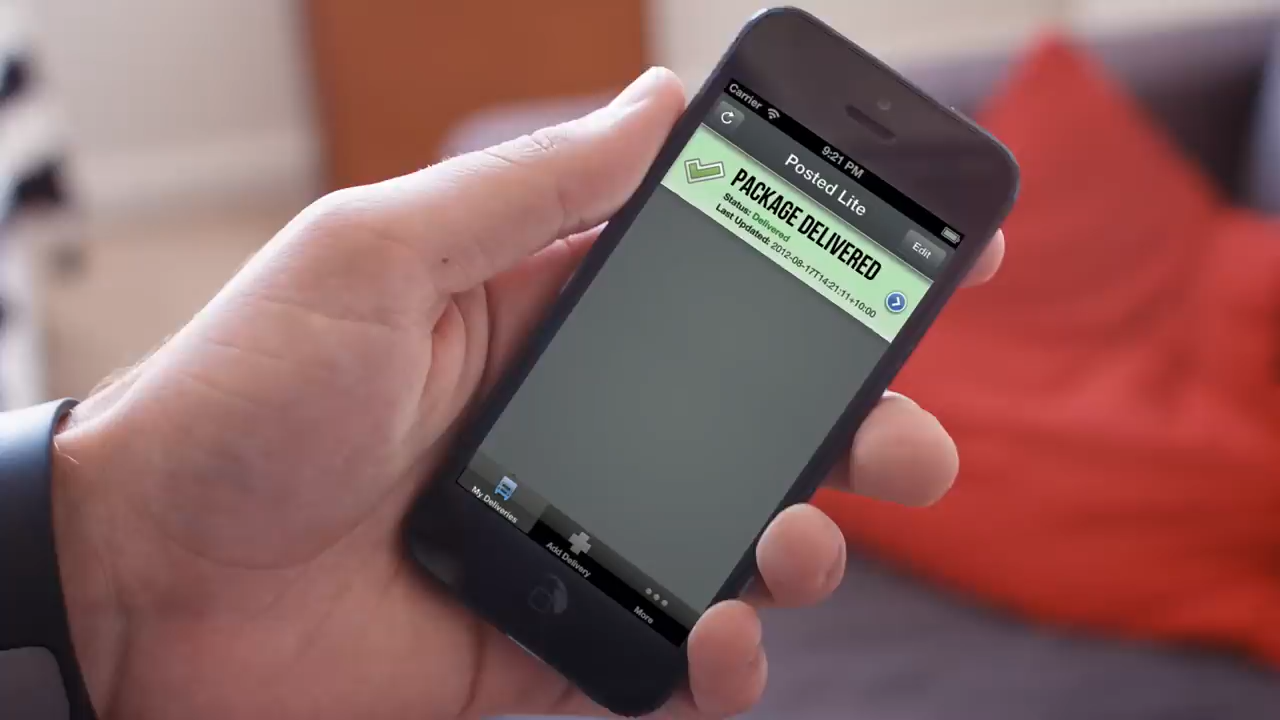 Carrier
9:21 PM
Posted Lite
Edit
PACKAGE DELIVERED
Status: Delivered
Last Updated: 2012-08-17T14:21:11+10:00
My Deliveries
Add Delivery
More